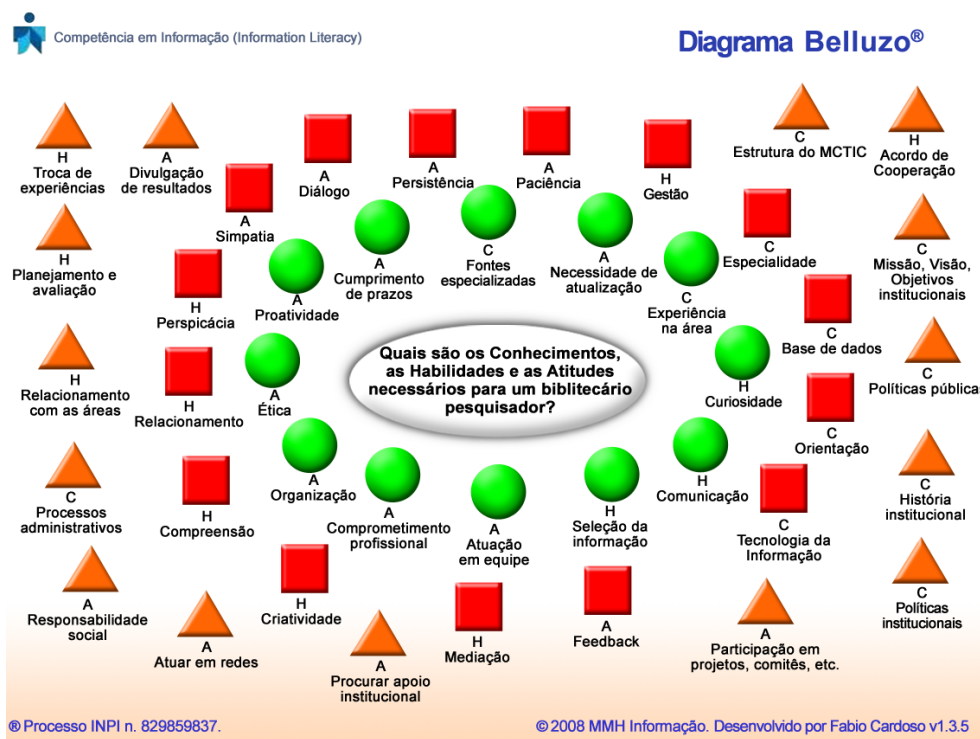 Competência em Informação (Information Literacy)
Diagrama Belluzo®
H
Troca de
experiências
A
Divulgação
de resultados
A
Simpatia
A
Diálogo
A
Persistência
A
Paciência
H
Gestão
C
Estrutura do MCTIC
H
Acordo de
Cooperação
H
Planejamento e
avaliação
H
Perspicácia
A
Proatividade
A
Cumprimento
de prazos
C
Fontes
especializadas
A
Necessidade de
atualização
C
Experiência
na área
C
Especialidade
C
Missão, Visão,
Objetivos
institucionais
H
Relacionamento
com as áreas
H
Relacionamento
A
Ética
Quais são os Conhecimentos,
as Habilidades e as Atitudes
necessários para um biblitecário
pesquisador?
H
Curiosidade
C
Base de dados
C
Políticas pública
C
Processos
administrativos
H
Compreensão
A
Organização
A
Comprometimento
profissional
A
Atuação
em equipe
H
Seleção da
informação
H
Comunicação
C
Orientação
C
Tecnologia da
Informação
C
História
institucional
A
Responsabilidade
social
A
Atuar em redes
H
Criatividade
A
Procurar apoio
institucional
H
Mediação
A
Feedback
A
Participação em
projetos, comitês, etc.
C
Políticas
institucionais
® Processo INPI n. 829859837.
© 2008 MMH Informação. Desenvolvido por Fabio Cardoso v1.3.5